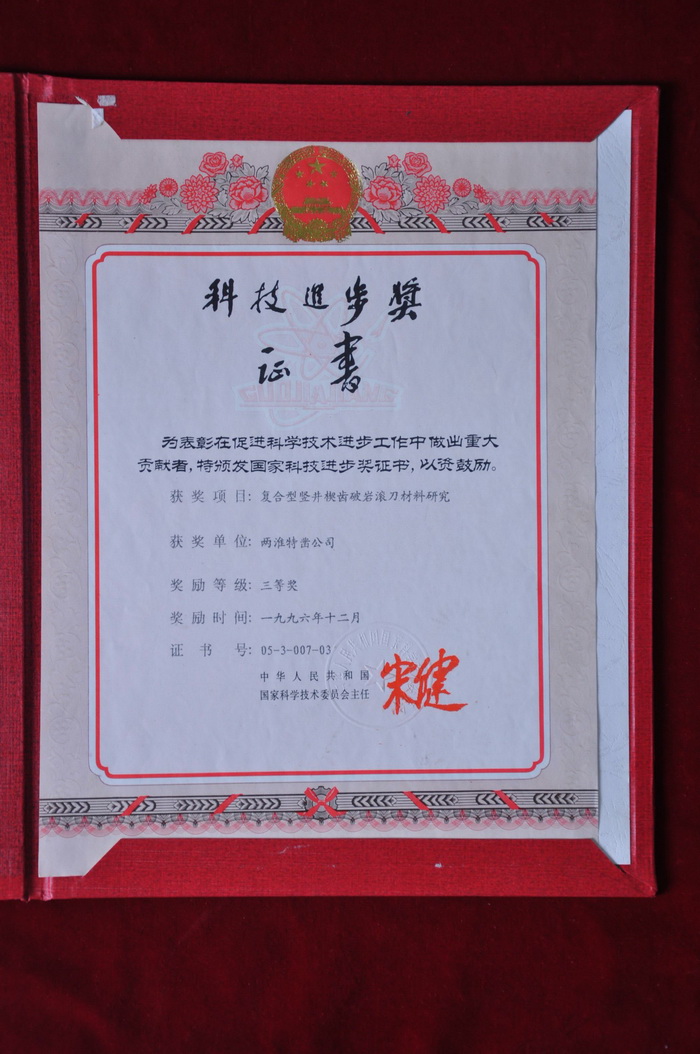 科技進步奬
证書
为表彰在促进科学技术进步工作中做出重大
贡献者，特颁发国家科技进步奖证书，以资鼓励。
获奖项目：复合型竖井楔齿破岩滚刀材料研究
获奖单位：两淮特凿公司
奖励等级：三等奖
奖励时间：一九九六年十二月
证书号：05-3-007-03
中华人民共和国
国家科学技术委员会主任
宋健